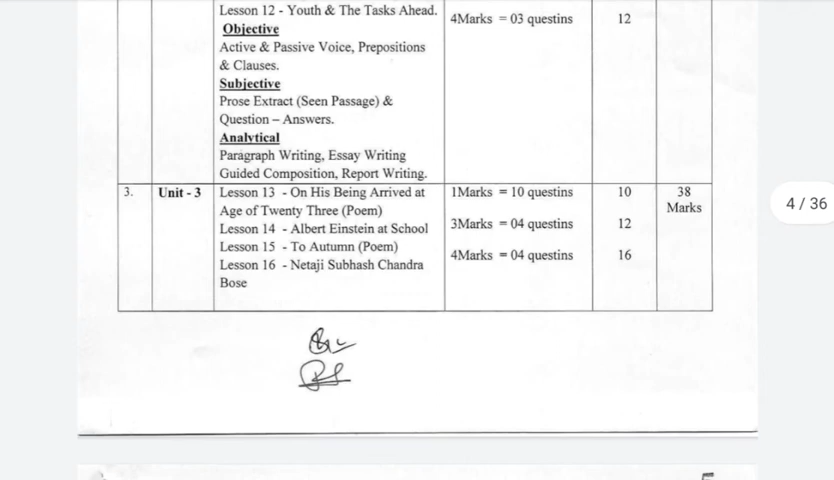 Lesson 12 - Youth & The Tasks Ahead.
Objective
Active & Passive Voice, Prepositions
& Clauses.
Subjective
Prose Extract (Seen Passage) &
Question – Answers.
Analytical
Paragraph Writing, Essay Writing
Guided Composition, Report Writing.
4Marks = 03 questins
12
3.
Unit - 3
Lesson 13 - On His Being Arrived at
Age of Twenty Three (Poem)
Lesson 14 - Albert Einstein at School
Lesson 15 - To Autumn (Poem)
Lesson 16 - Netaji Subhash Chandra
Bose
1Marks = 10 questins
3Marks = 04 questins
4Marks = 04 questins
10
12
16
38
Marks
4 / 36